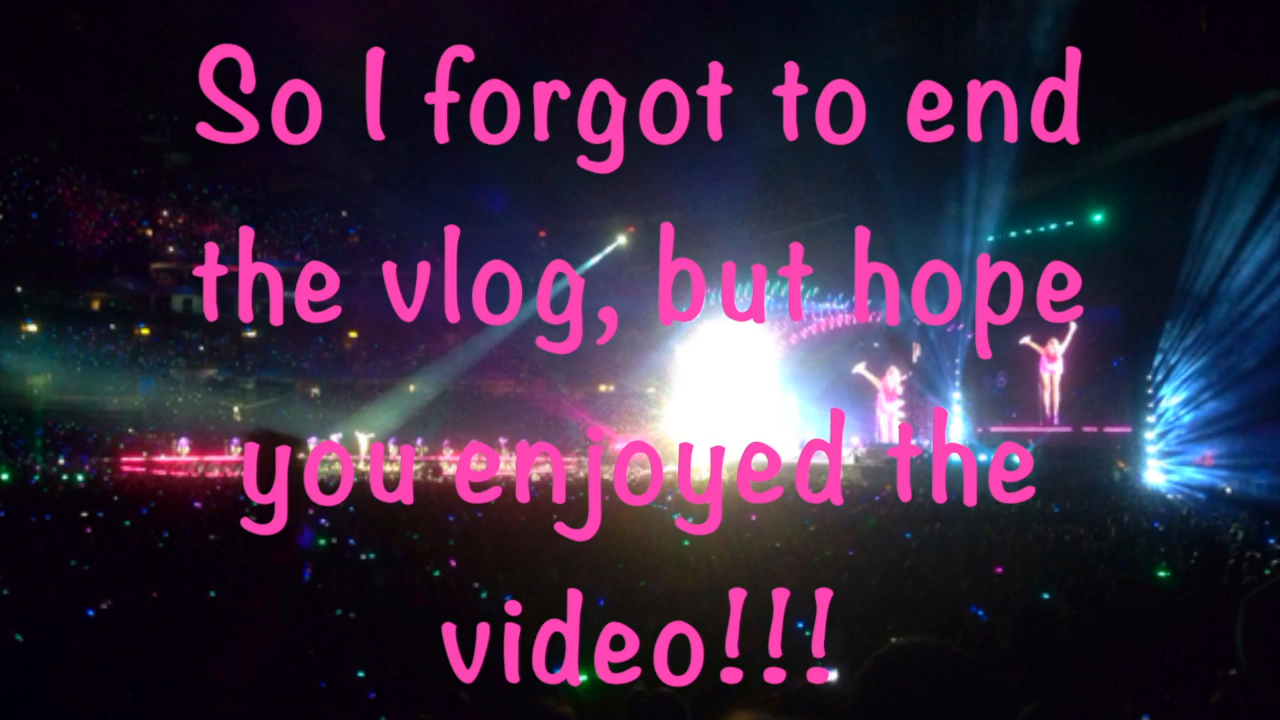 So I forgot to end
the vlog, but hope
you enjoyed the
video!!!